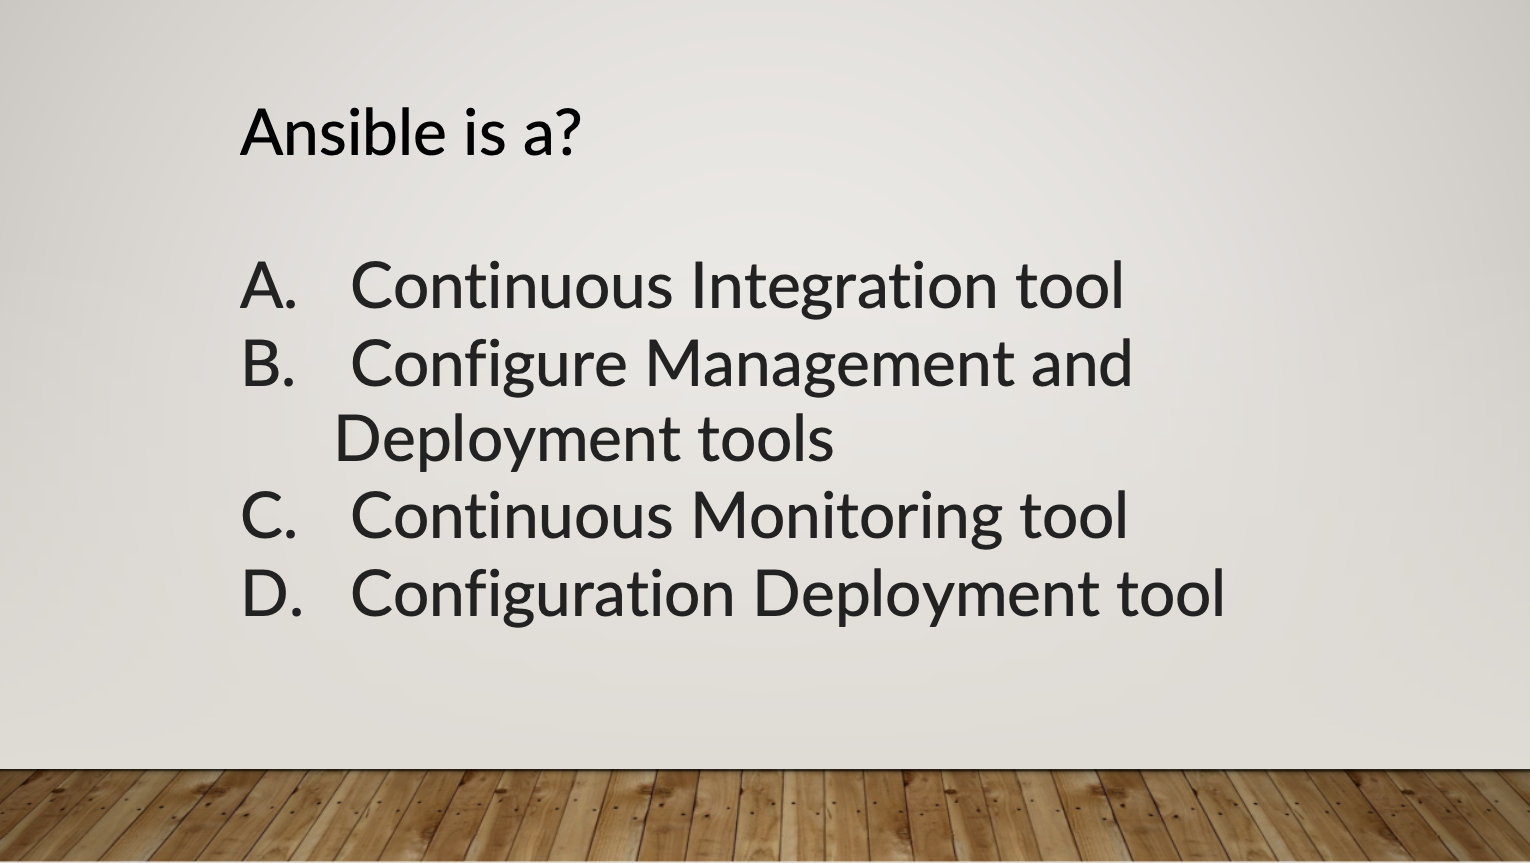 Ansible is a?
A. Continuous Integration tool
B. Configure Management and
Deployment tools
C. Continuous Monitoring tool
D. Configuration Deployment tool